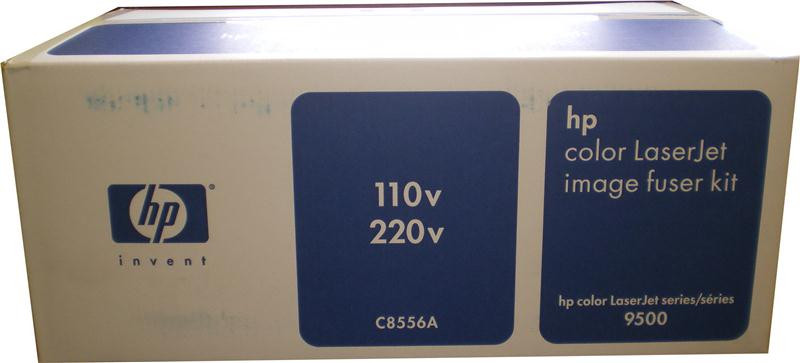 hp®
invent
110v
220v
C8556A
hp
color LaserJet
image fuser kit
hp color LaserJet series/séries
9500